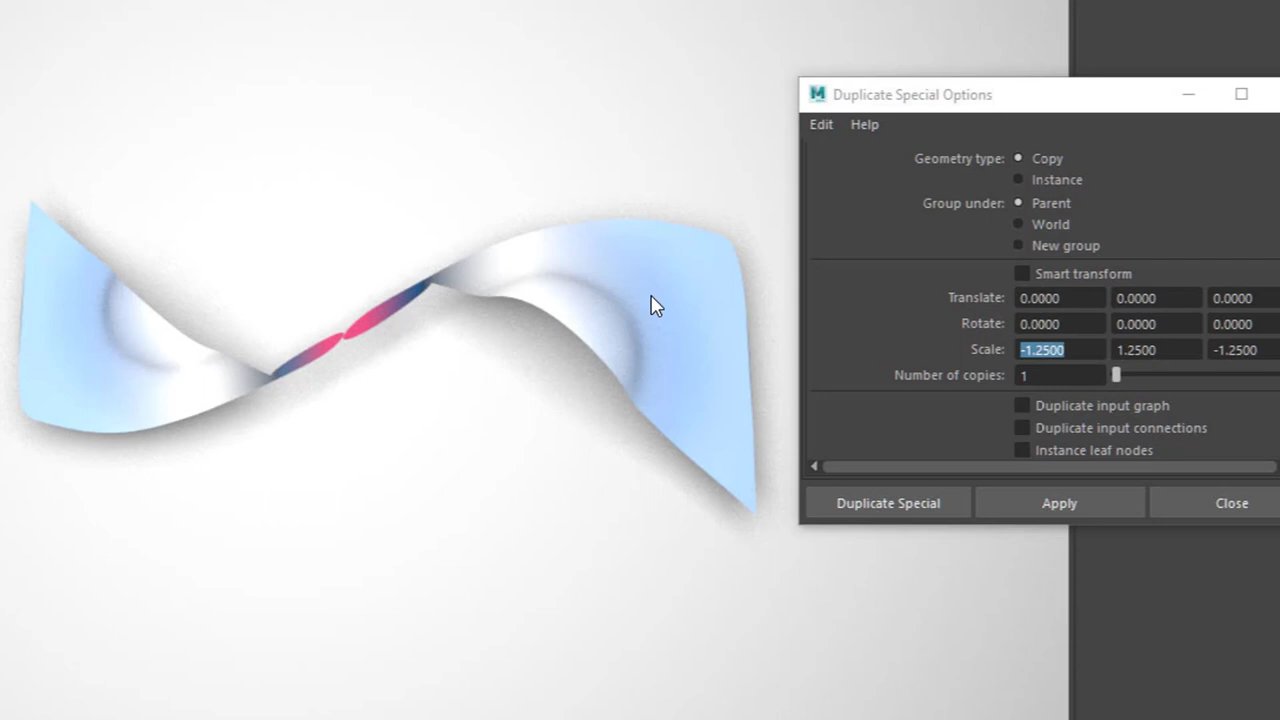 Duplicate Special Options
Edit Help
Geometry type: Copy
Instance
Group under: Parent
World
New group
Smart transform
Translate: 0.0000 0.0000 0.0000
Rotate: 0.0000 0.0000 0.0000
Scale: -1.2500 1.2500 -1.2500
Number of copies: 1
Duplicate input graph
Duplicate input connections
Instance leaf nodes
Duplicate Special Apply Close